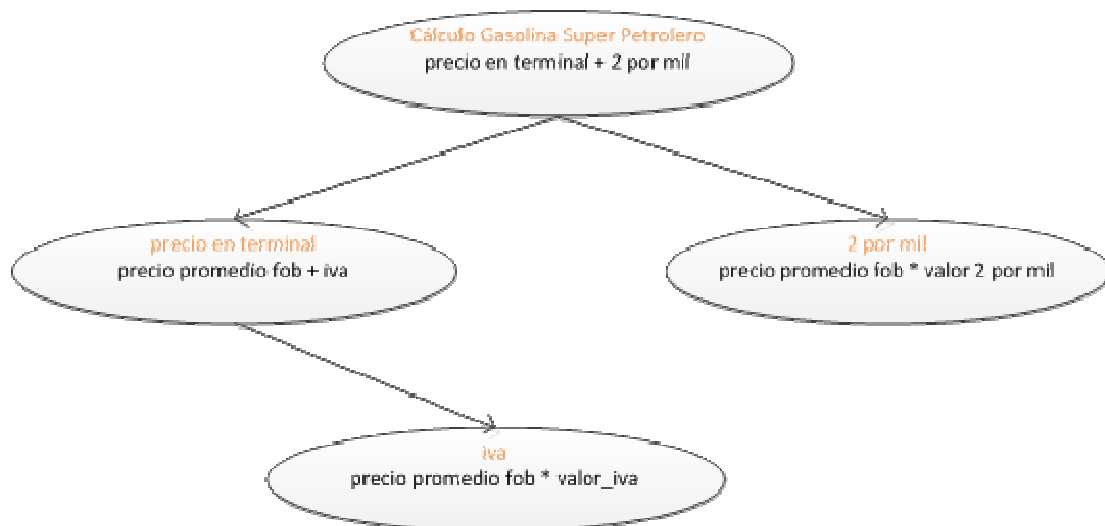 Cálculo Gasolina Super Petrolero
precio en terminal + 2 por mil
precio en terminal
precio promedio fob + iva
2 por mil
precio promedio fob * valor 2 por mil
iva
precio promedio fob * valor_iva